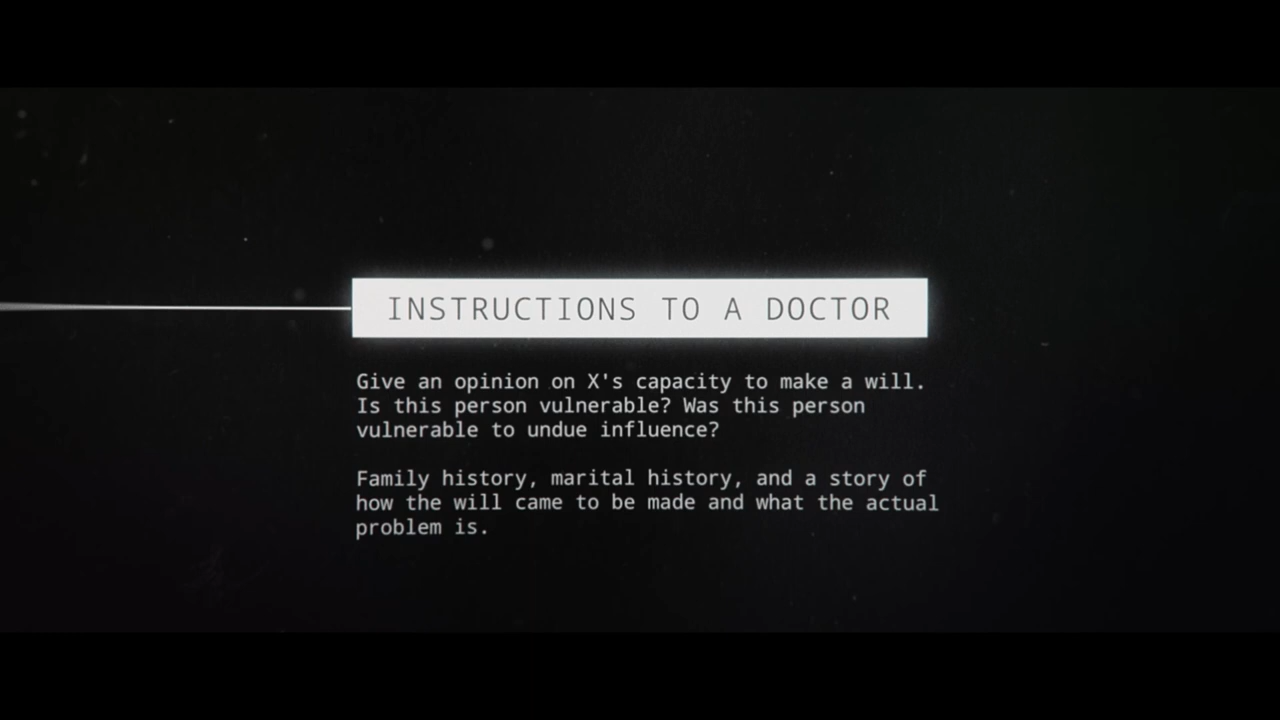 INSTRUCTIONS TO A DOCTOR
Give an opinion on X's capacity to make a will.
Is this person vulnerable? Was this person
vulnerable to undue influence?
Family history, marital history, and a story of
how the will came to be made and what the actual
problem is.